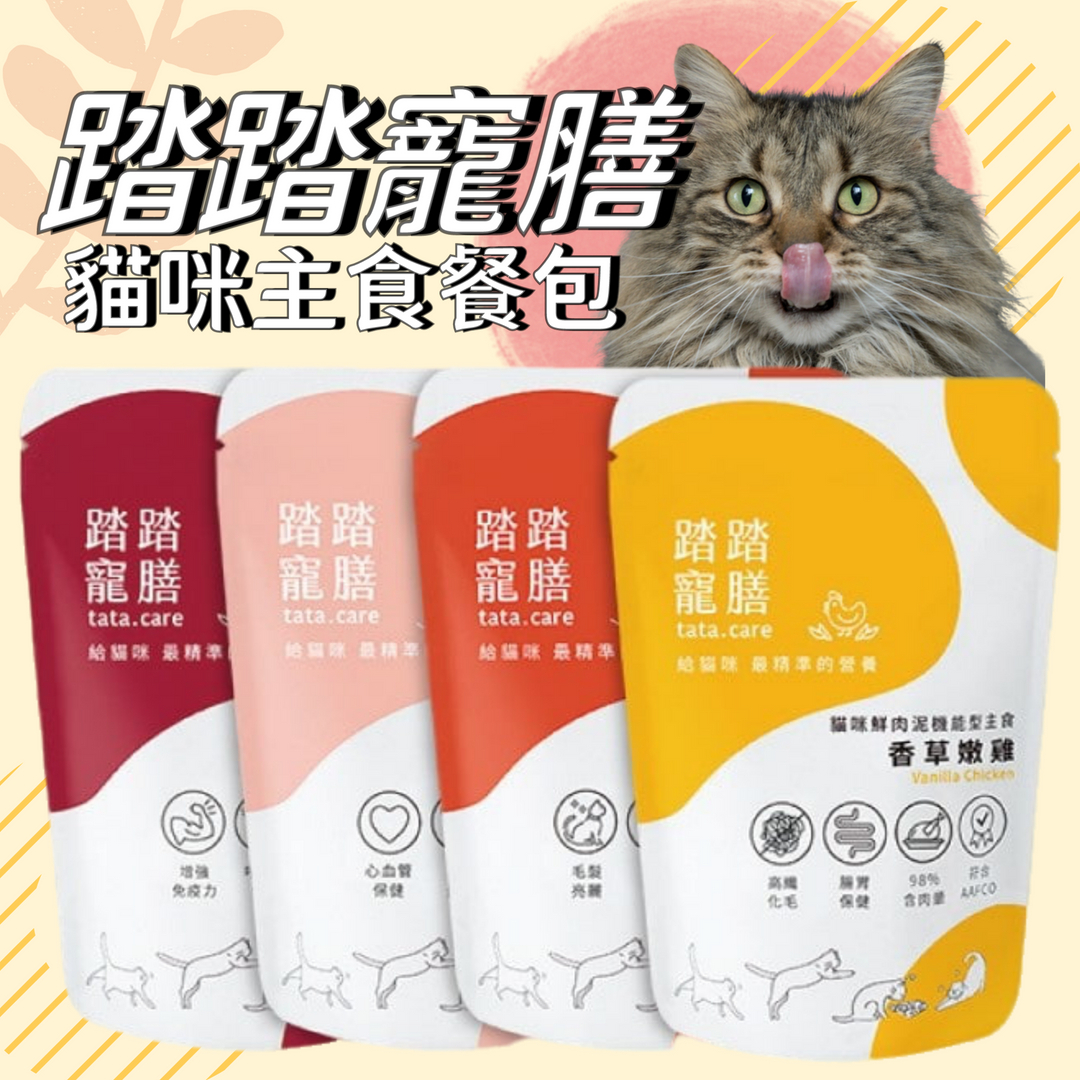 踏踏寵膳
貓咪主食餐包
踏踏
寵膳
tata.care
給貓咪 最精準
增強
免疫力
踏踏
寵膳
tata.care
給貓咪 最精準
心血管
保健
踏踏
寵膳
tata.care
給貓咪 最精準
毛髮
亮麗
踏踏
寵膳
tata.care
給貓咪 最精準的營養
貓咪鮮肉泥機能型主食
香草嫩雞
Vanilla Chicken
高纖
化毛
腸胃
保健
98%
含肉量
符合
AAFCO